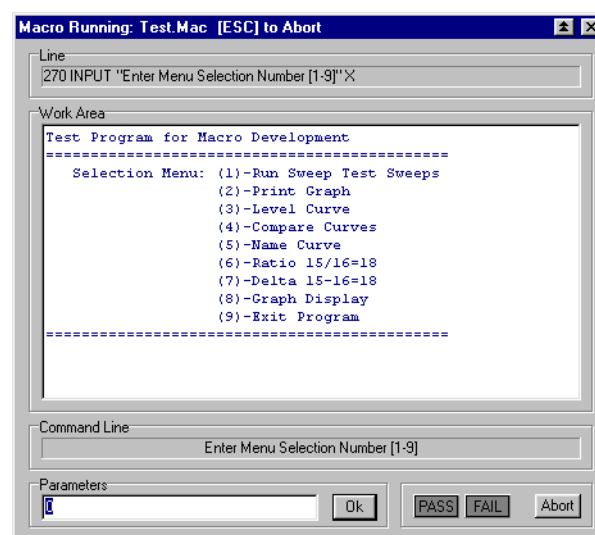 Macro Running: Test.Mac [ESC] to Abort
Line
270 INPUT "Enter Menu Selection Number [1-9]" X
Work Area
Test Program for Macro Development
==============================================
Selection Menu: (1)-Run Sweep Test Sweeps
(2)-Print Graph
(3)-Level Curve
(4)-Compare Curves
(5)-Name Curve
(6)-Ratio 15/16=18
(7)-Delta 15-16=18
(8)-Graph Display
(9)-Exit Program
==============================================
Command Line
Enter Menu Selection Number [1-9]
Parameters
0 Ok PASS FAIL Abort